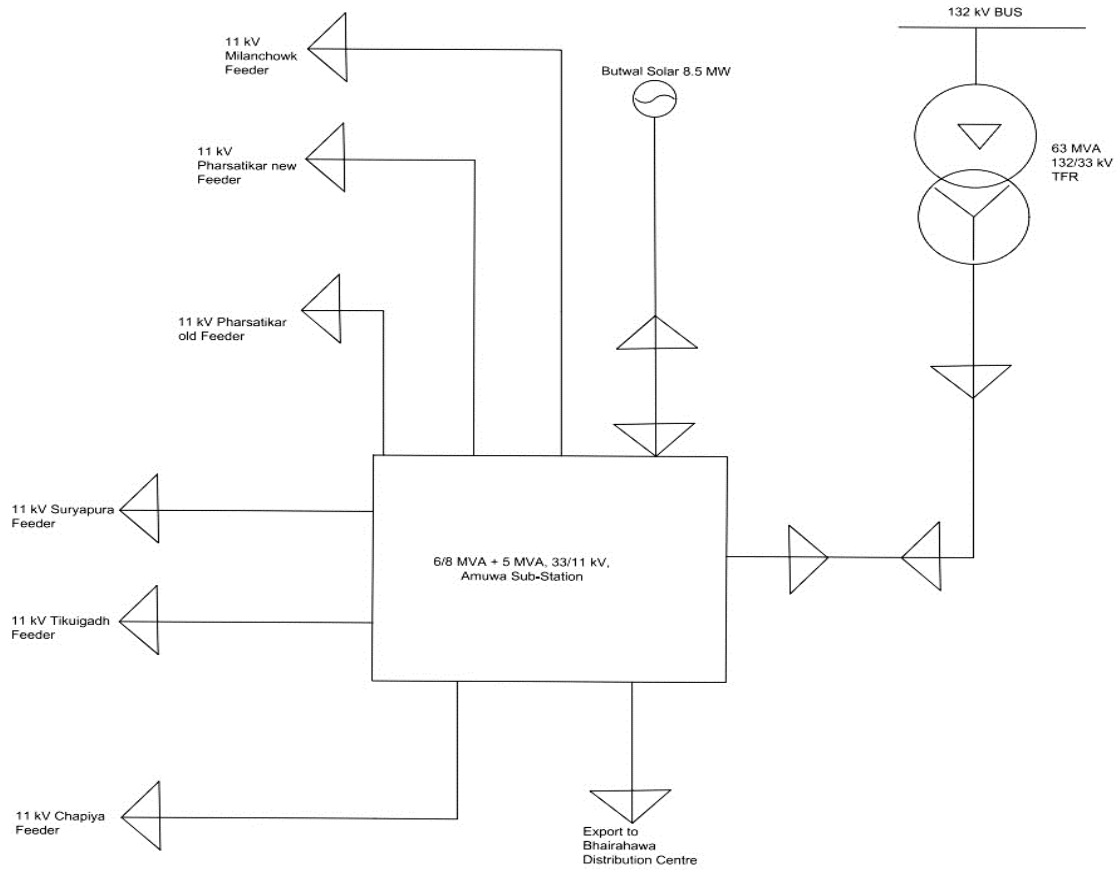 132 kV BUS
11 kV
Milanchowk
Feeder
Butwal Solar 8.5 MW
63 MVA
132/33 kV
TFR
11 kV
Pharsatikar new
Feeder
11 kV Pharsatikar
old Feeder
11 kV Suryapura
Feeder
6/8 MVA + 5 MVA, 33/11 kV,
Amuwa Sub-Station
11 kV Tikuigadh
Feeder
11 kV Chapiya
Feeder
Export to
Bhairahawa
Distribution Centre